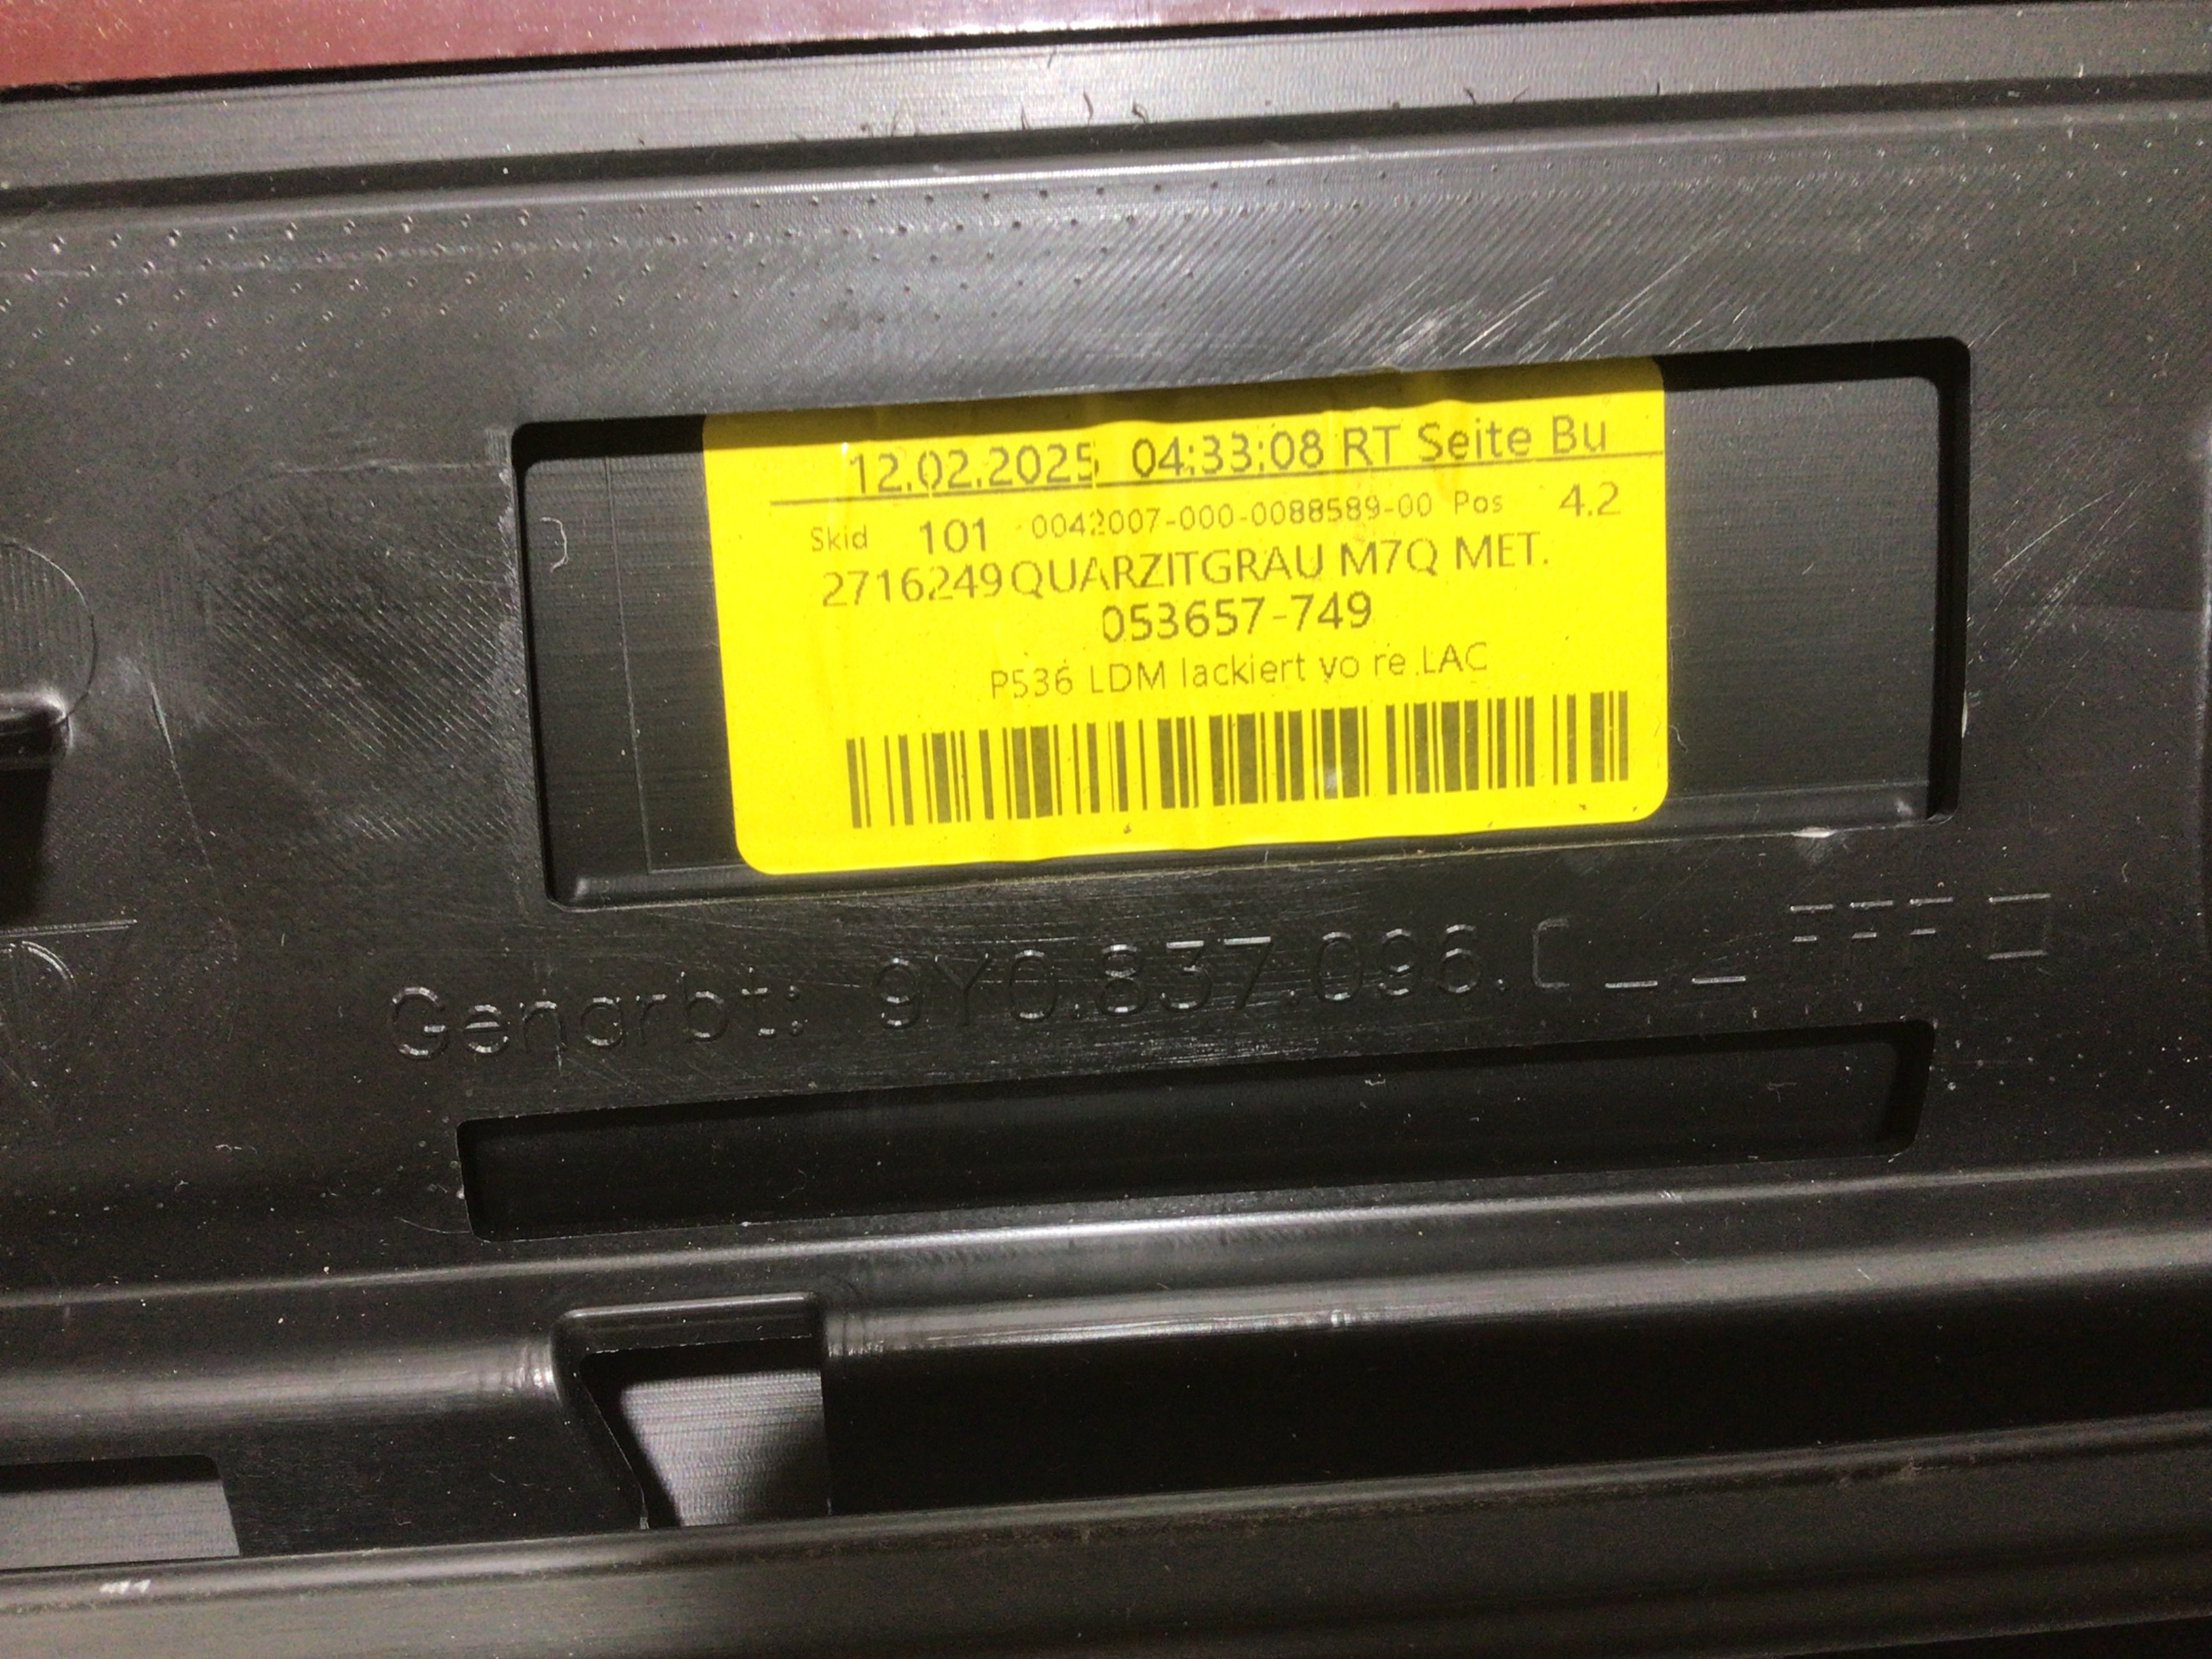 12.02.2025 04:33:08 RT Seite Bu
Skid 101 0042007-000-0088589-00 Pos 4.2
2716249 QUARZITGRAU M7Q MET.
053657-749
P536 LDM lackiert vo re LAC
Genarbt: 9Y0.837.096.C _ _ FFF □